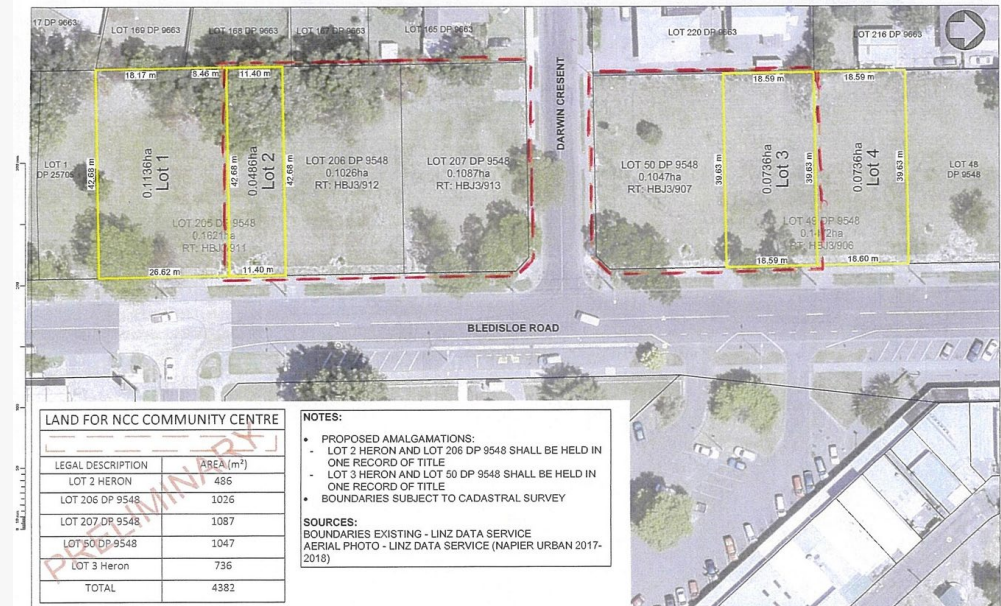 17 DP 9663
LOT 169 DP 9663
LOT 168 DP 9663
LOT 167 DP 9663
LOT 165 DP 9663
LOT 220 DP 9663
LOT 216 DP 9663
18.17 m
8.46 m
11.40 m
18.59 m
18.59 m
LOT 1
DP 25705
42.68 m
0.1136ha
Lot 1
42.68 m
0.0486ha
Lot 2
42.68 m
LOT 206 DP 9548
0.1026ha
RT: HBJ3/912
LOT 207 DP 9548
0.1087ha
RT: HBJ3/913
DARWIN CRESENT
LOT 50 DP 9548
0.1047ha
RT: HBJ3/907
39.63 m
0.0736ha
Lot 3
39.63 m
0.0736ha
Lot 4
39.63 m
LOT 48
DP 9548
LOT 205 DP 9548
0.1621ha
RT: HBJ3/911
LOT 49 DP 9548
RT: HBJ3/906
26.62 m
11.40 m
18.59 m
18.60 m
BLEDISLOE ROAD
LAND FOR NCC COMMUNITY CENTRE
LEGAL DESCRIPTION AREA (m²)
LOT 2 HERON 486
LOT 206 DP 9548 1026
LOT 207 DP 9548 1087
LOT 50 DP 9548 1047
LOT 3 Heron 736
TOTAL 4382
PRELIMINARY
NOTES:
• PROPOSED AMALGAMATIONS:
- LOT 2 HERON AND LOT 206 DP 9548 SHALL BE HELD IN
ONE RECORD OF TITLE
- LOT 3 HERON AND LOT 50 DP 9548 SHALL BE HELD IN
ONE RECORD OF TITLE
• BOUNDARIES SUBJECT TO CADASTRAL SURVEY
SOURCES:
BOUNDARIES EXISTING - LINZ DATA SERVICE
AERIAL PHOTO - LINZ DATA SERVICE (NAPIER URBAN 2017-
2018)